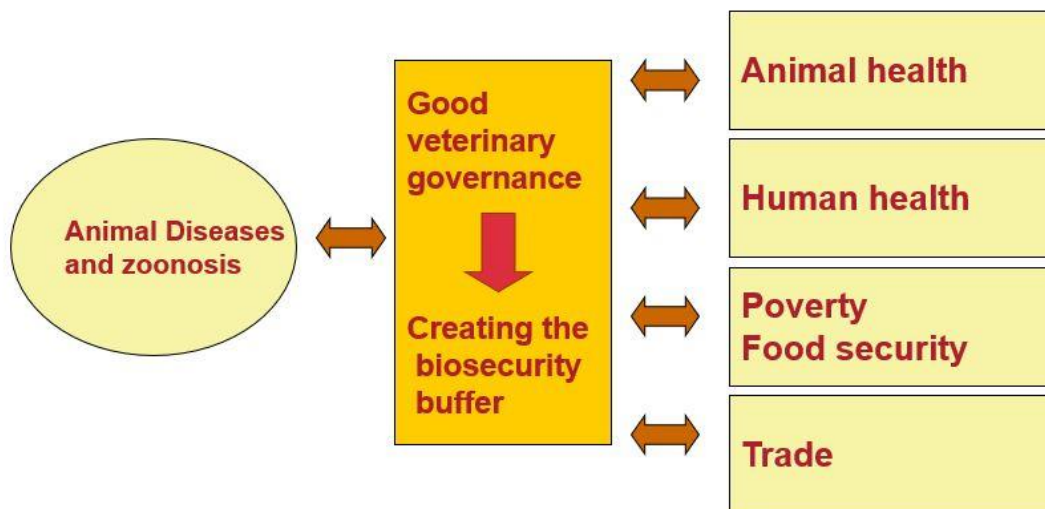 Animal Diseases
and zoonosis
Good
veterinary
governance
Creating the
biosecurity
buffer
Animal health
Human health
Poverty
Food security
Trade